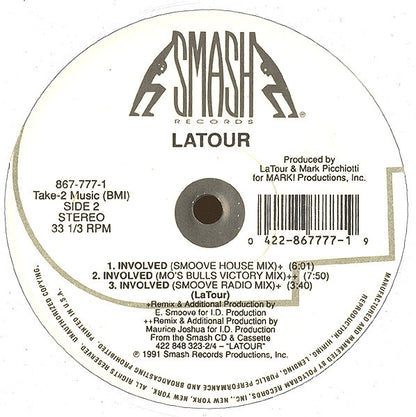 SMASH
RECORDS
®
LATOUR
Produced by
LaTour & Mark Picchiotti
for MARKI Productions, Inc.
867-777-1
Take-2 Music (BMI)
SIDE 2
STEREO
33 1/3 RPM
0 422-867777-1 9
1. INVOLVED (SMOOVE HOUSE MIX)+ (6:01)
2. INVOLVED (MO'S BULLS VICTORY MIX)++ (7:50)
3. INVOLVED (SMOOVE RADIO MIX)+ (3:40)
(LaTour)
+Remix & Additional Production by
E. Smoove for I.D. Production
++Remix & Additional Production by
Maurice Joshua for I.D. Production
From the Smash CD & Cassette
422 848 323-2/4 – "LATOUR"
℗ 1991 Smash Records Productions, Inc.
MANUFACTURED AND MARKETED BY POLYGRAM RECORDS,
REPRODUCTION, HIRING, LENDING, PUBLIC PERFORMANCE AND BROADCASTING PROHIBITED. PRINTED IN U.S.A.
ALL RIGHTS RESERVED. UNAUTHORIZED COPYING,